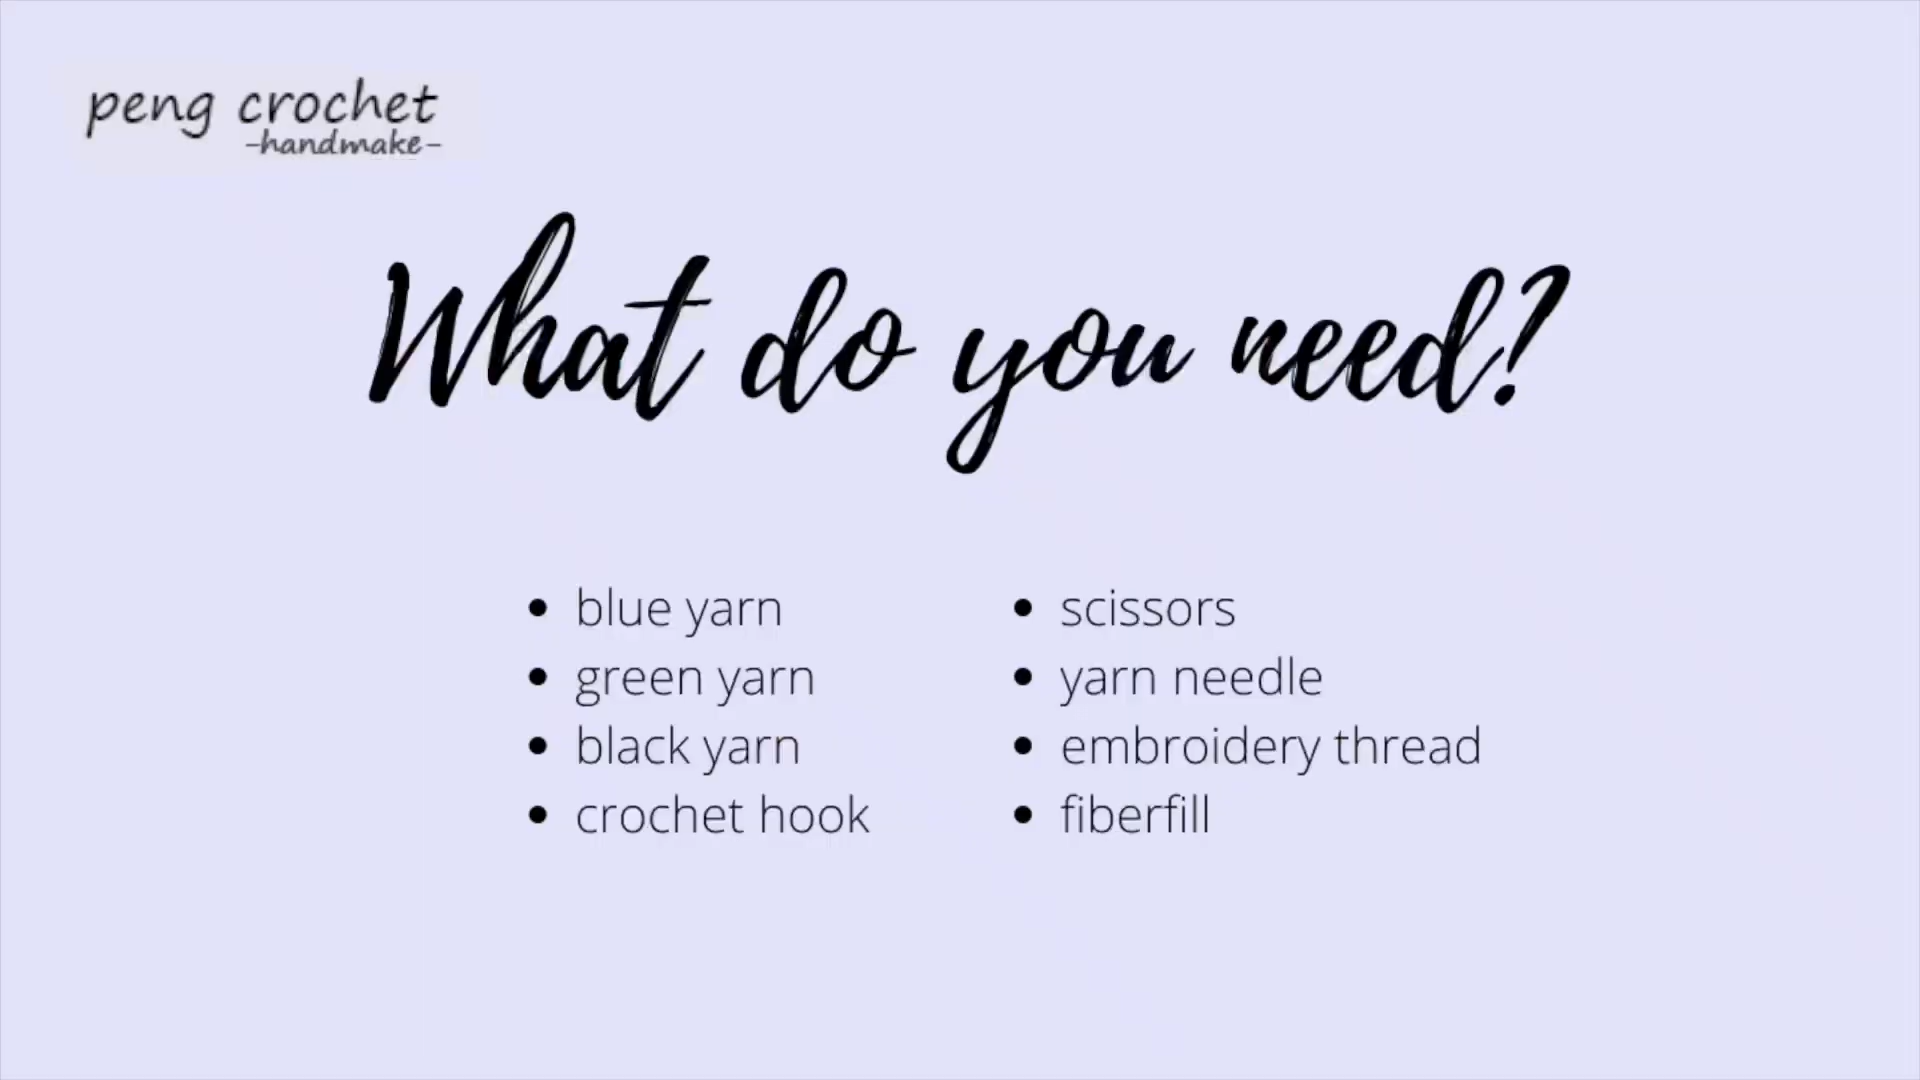 peng crochet
-handmake-
What do you need?
• blue yarn
• green yarn
• black yarn
• crochet hook
• scissors
• yarn needle
• embroidery thread
• fiberfill